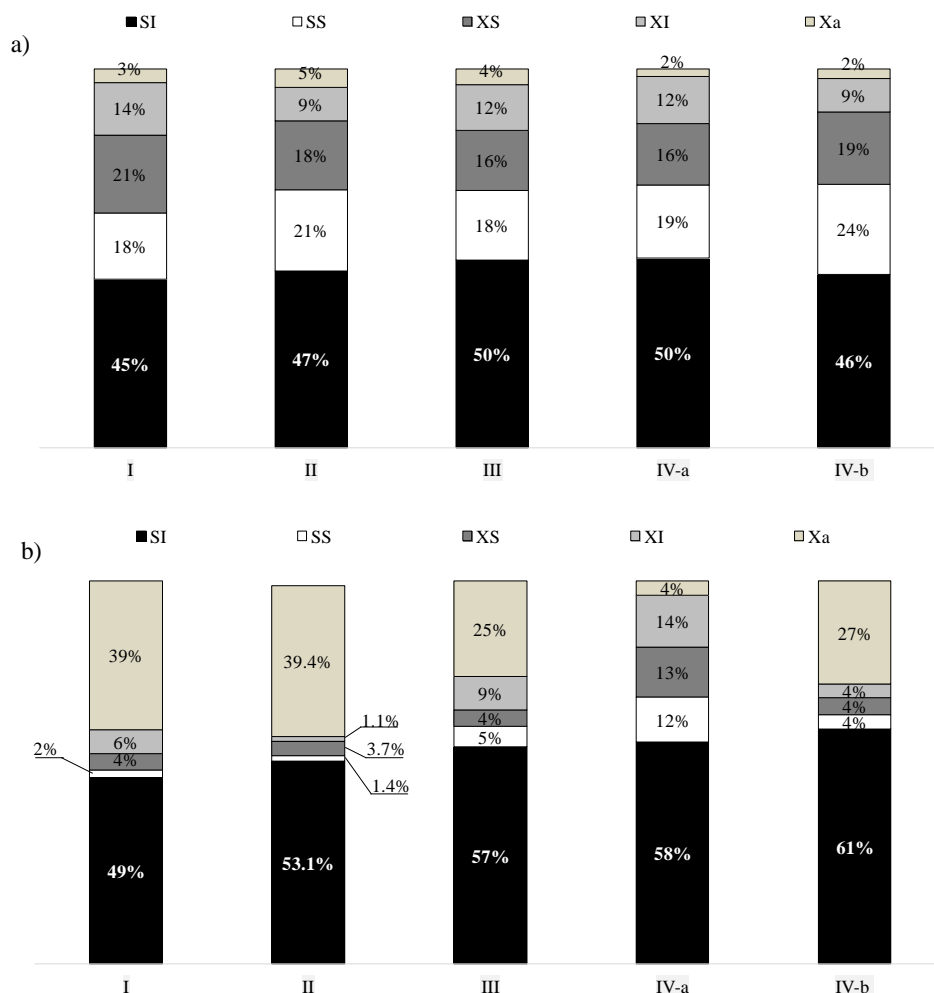 SI SS XS XI Xa
a)
3% 5% 4% 2% 2%
14% 9% 12% 12% 9%
21% 18% 16% 16% 19%
18% 21% 18% 19% 24%
45% 47% 50% 50% 46%
I II III IV-a IV-b
SI SS XS XI Xa
b)
39% 39.4% 25% 4% 27%
6% 1.1% 9% 14% 4%
4% 3.7% 4% 13% 4%
2% 1.4% 5% 12% 4%
49% 53.1% 57% 58% 61%
I II III IV-a IV-b